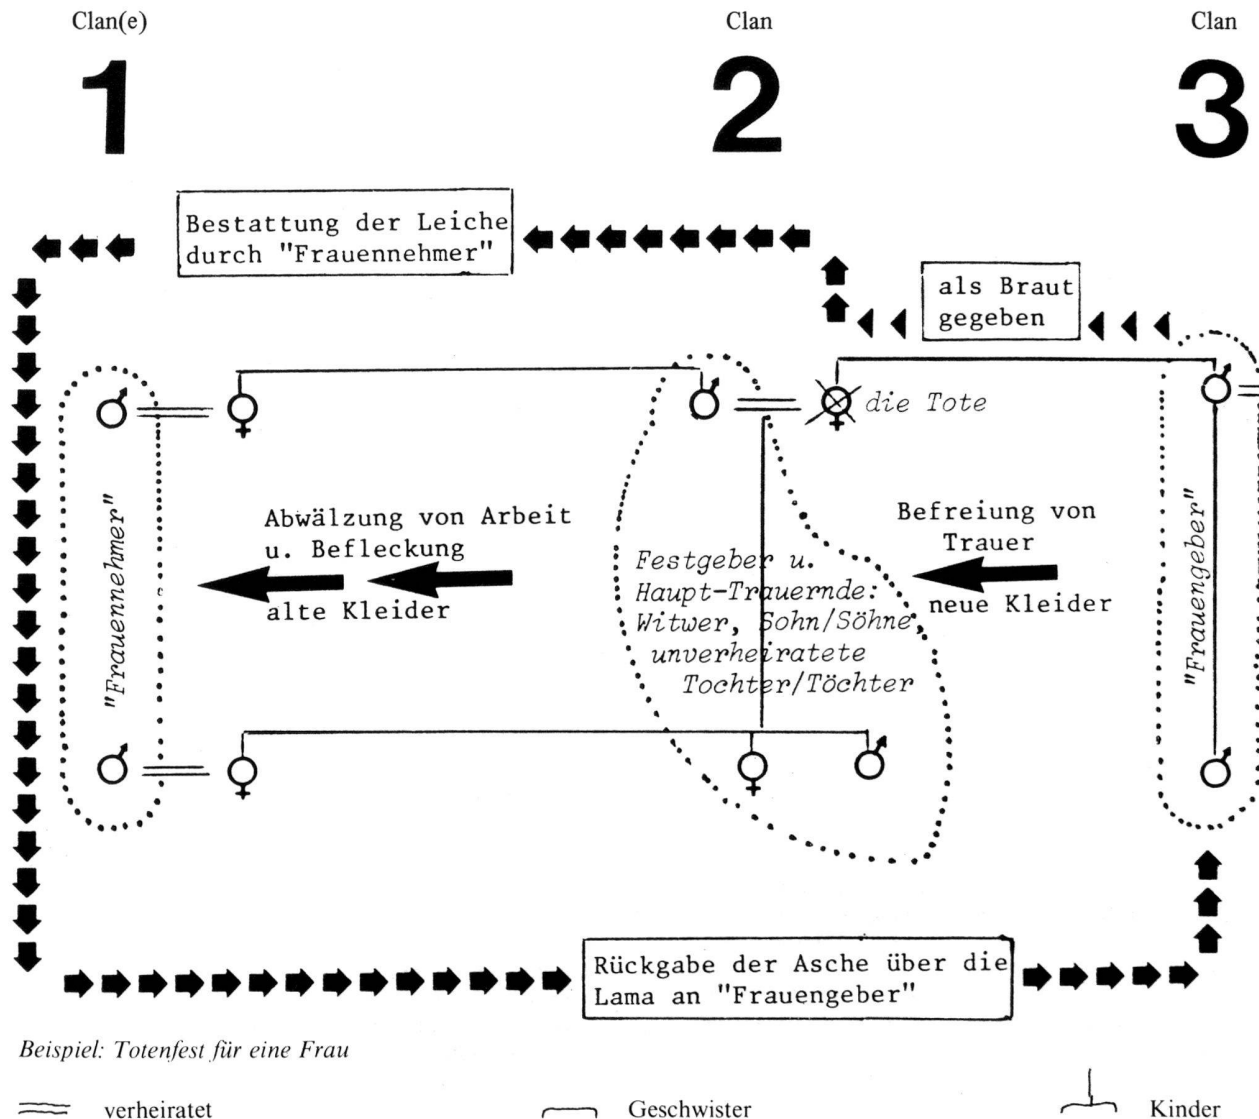 Clan(e)
Clan
Clan
1
2
3
Bestattung der Leiche
durch "Frauennehmer"
als Braut
gegeben
die Tote
"Frauennehmer"
Abwälzung von Arbeit
u. Befleckung
alte Kleider
Festgeber u.
Haupt-Trauernde:
Witwer, Sohn/Söhne,
unverheiratete
Tochter/Töchter
Befreiung von
Trauer
neue Kleider
"Frauengeber"
Rückgabe der Asche über die
Lama an "Frauengeber"
Beispiel: Totenfest für eine Frau
verheiratet
Geschwister
Kinder